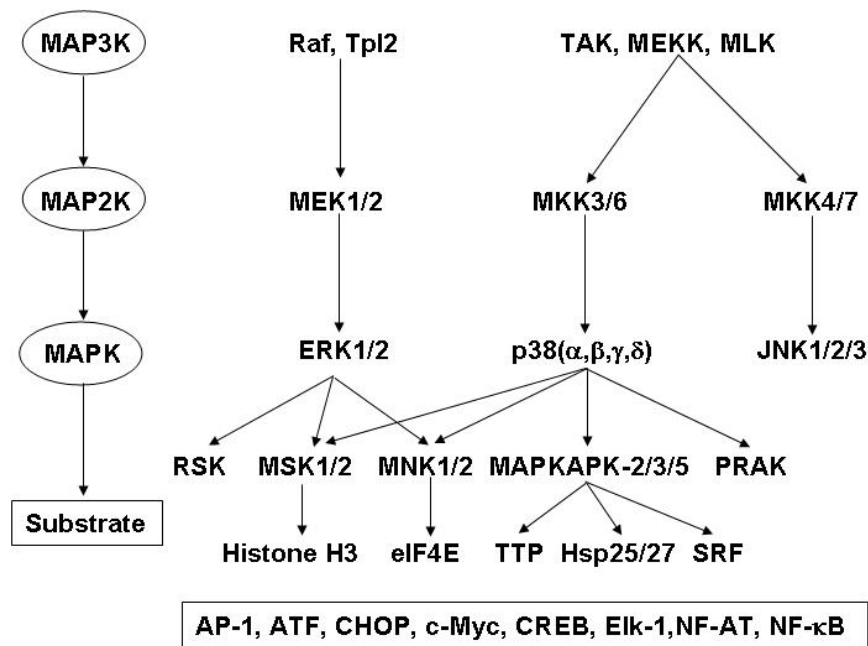 MAP3K Raf, Tpl2 TAK, MEKK, MLK
MAP2K MEK1/2 MKK3/6 MKK4/7
MAPK ERK1/2 p38(α,β,γ,δ) JNK1/2/3
RSK MSK1/2 MNK1/2 MAPKAPK-2/3/5 PRAK
Substrate
Histone H3 eIF4E TTP Hsp25/27 SRF
AP-1, ATF, CHOP, c-Myc, CREB, Elk-1,NF-AT, NF-κB